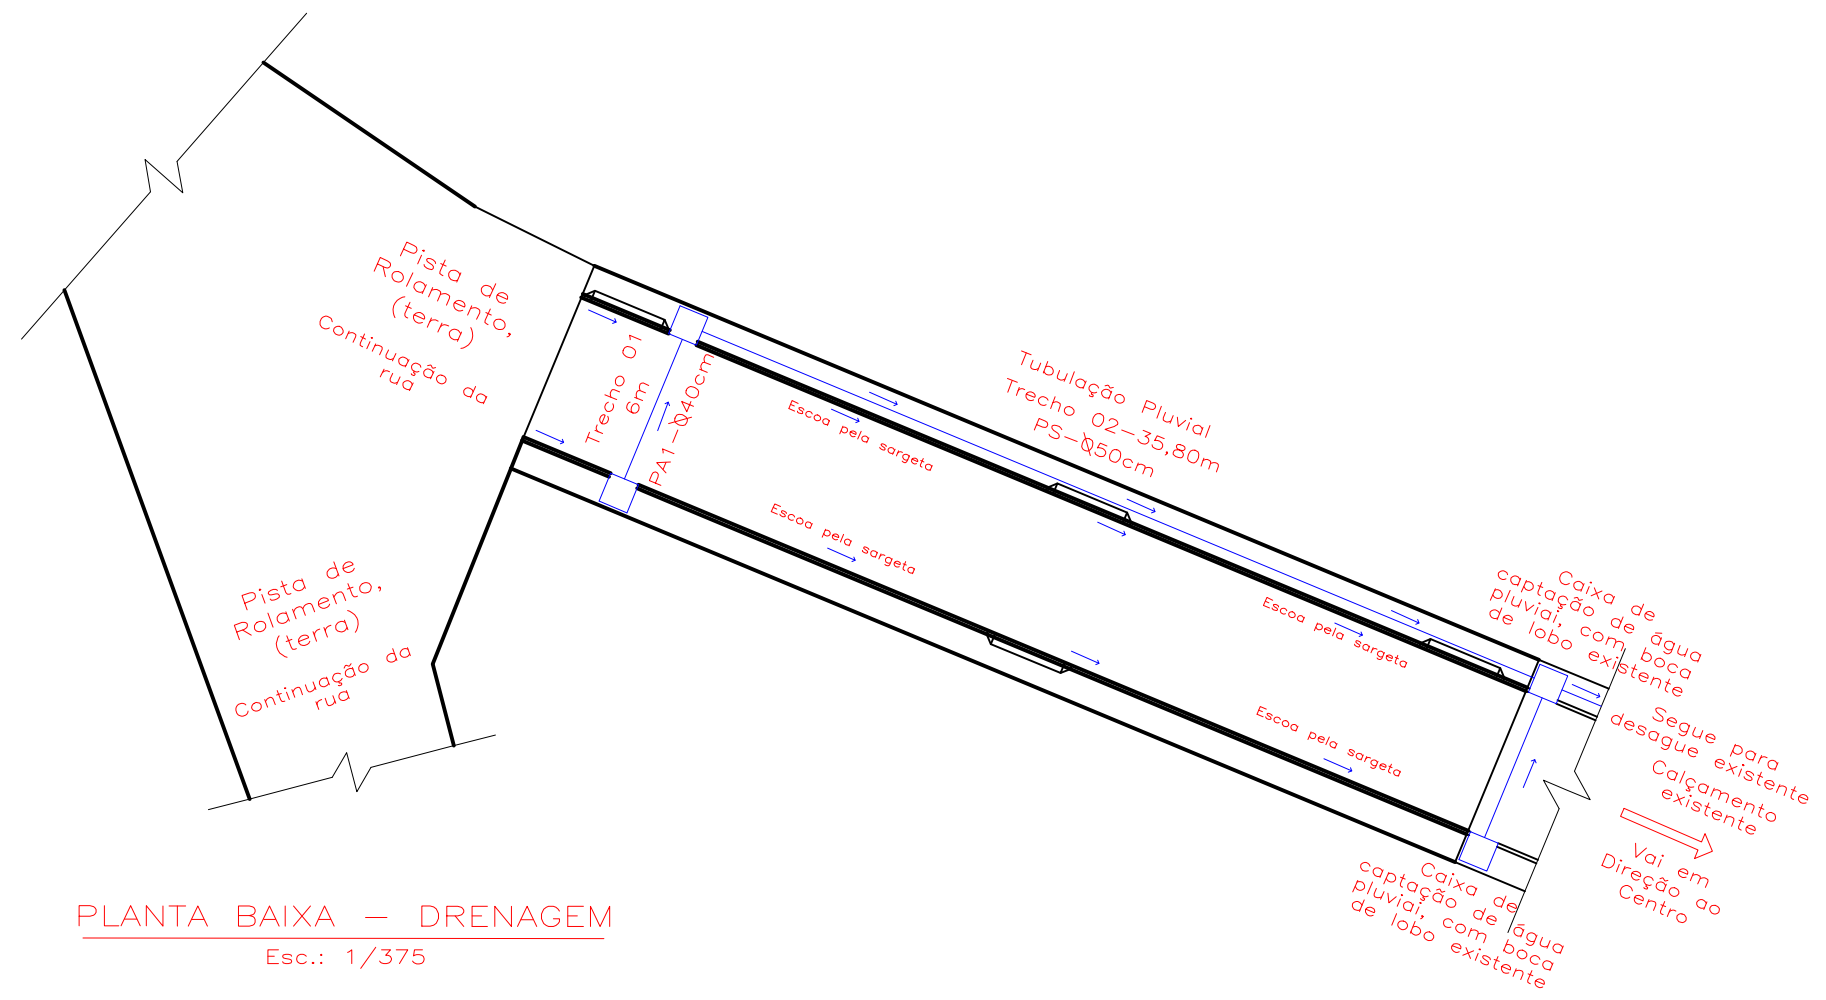 Pista de
Rolamento,
(terra)
Continuação da
rua
Trecho 01
6m
PA1-Ø40cm
Tubulação Pluvial
Trecho 02-35,80m
PS-Ø50cm
Escoa pela sargeta
Escoa pela sargeta
Escoa pela sargeta
Escoa pela sargeta
Pista de
Rolamento,
(terra)
Continuação da
rua
Caixa de
captação de água
pluvial, com boca
de lobo existente
Segue para
desague existente
Calçamento
existente
Vai em
Direção ao
Centro
Caixa de
captação de água
pluvial, com boca
de lobo existente
PLANTA BAIXA - DRENAGEM
Esc.: 1/375